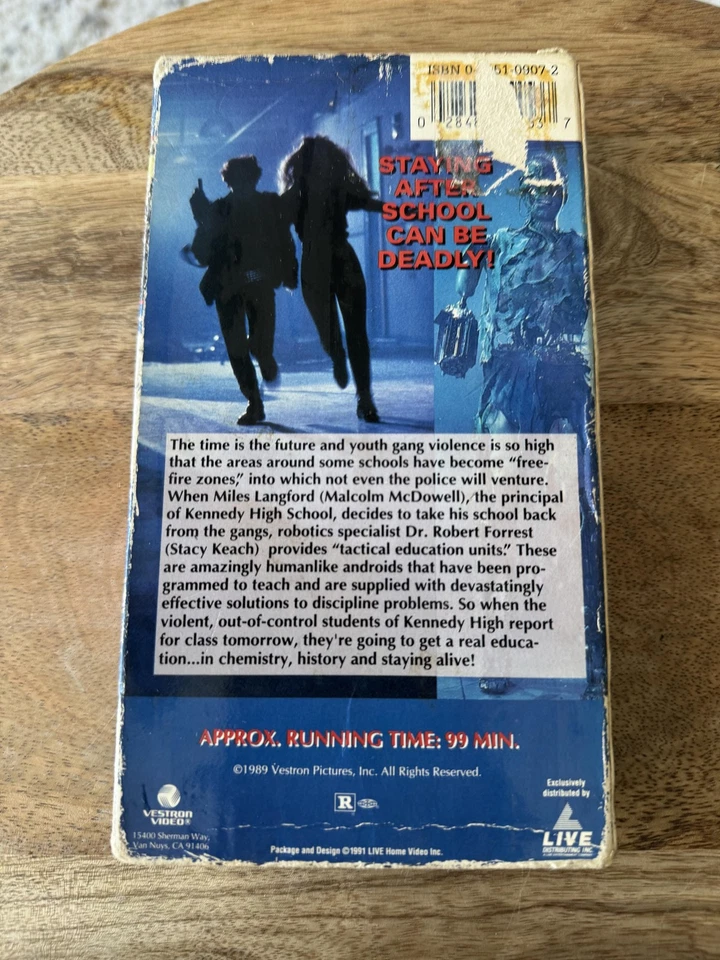 ISBN 0- 51-0907-2
0 7
STAYING
AFTER
SCHOOL
CAN BE
DEADLY!
The time is the future and youth gang violence is so high
that the areas around some schools have become “free-
fire zones,” into which not even the police will venture.
When Miles Langford (Malcolm McDowell), the principal
of Kennedy High School, decides to take his school back
from the gangs, robotics specialist Dr. Robert Forrest
(Stacy Keach) provides “tactical education units.” These
are amazingly humanlike androids that have been pro-
grammed to teach and are supplied with devastatingly
effective solutions to discipline problems. So when the
violent, out-of-control students of Kennedy High report
for class tomorrow, they're going to get a real educa-
tion...in chemistry, history and staying alive!
APPROX. RUNNING TIME: 99 MIN.
©1989 Vestron Pictures, Inc. All Rights Reserved.
R
VESTRON
VIDEO®
15400 Sherman Way,
Van Nuys, CA 91406
Package and Design ©1991 LIVE Home Video Inc.
Exclusively
distributed by
LIVE
DISTRIBUTING INC.